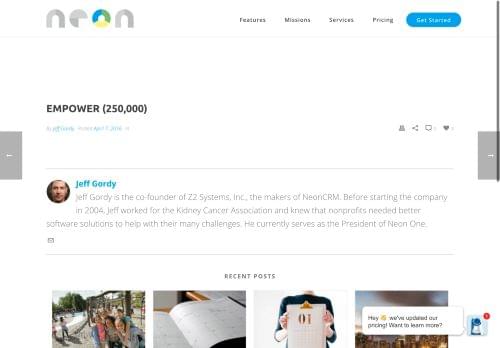 neon
Features Missions Services Pricing Get Started
EMPOWER (250,000)
By Jeff Gordy Posted April 7, 2016 In
0 0
← →
Jeff Gordy
Jeff Gordy is the co-founder of Z2 Systems, Inc., the makers of NeonCRM. Before starting the company
in 2004, Jeff worked for the Kidney Cancer Association and knew that nonprofits needed better
software solutions to help with their many challenges. He currently serves as the President of Neon One.
RECENT POSTS
01
Hey 👋 we've updated our
pricing! Want to learn more?
1